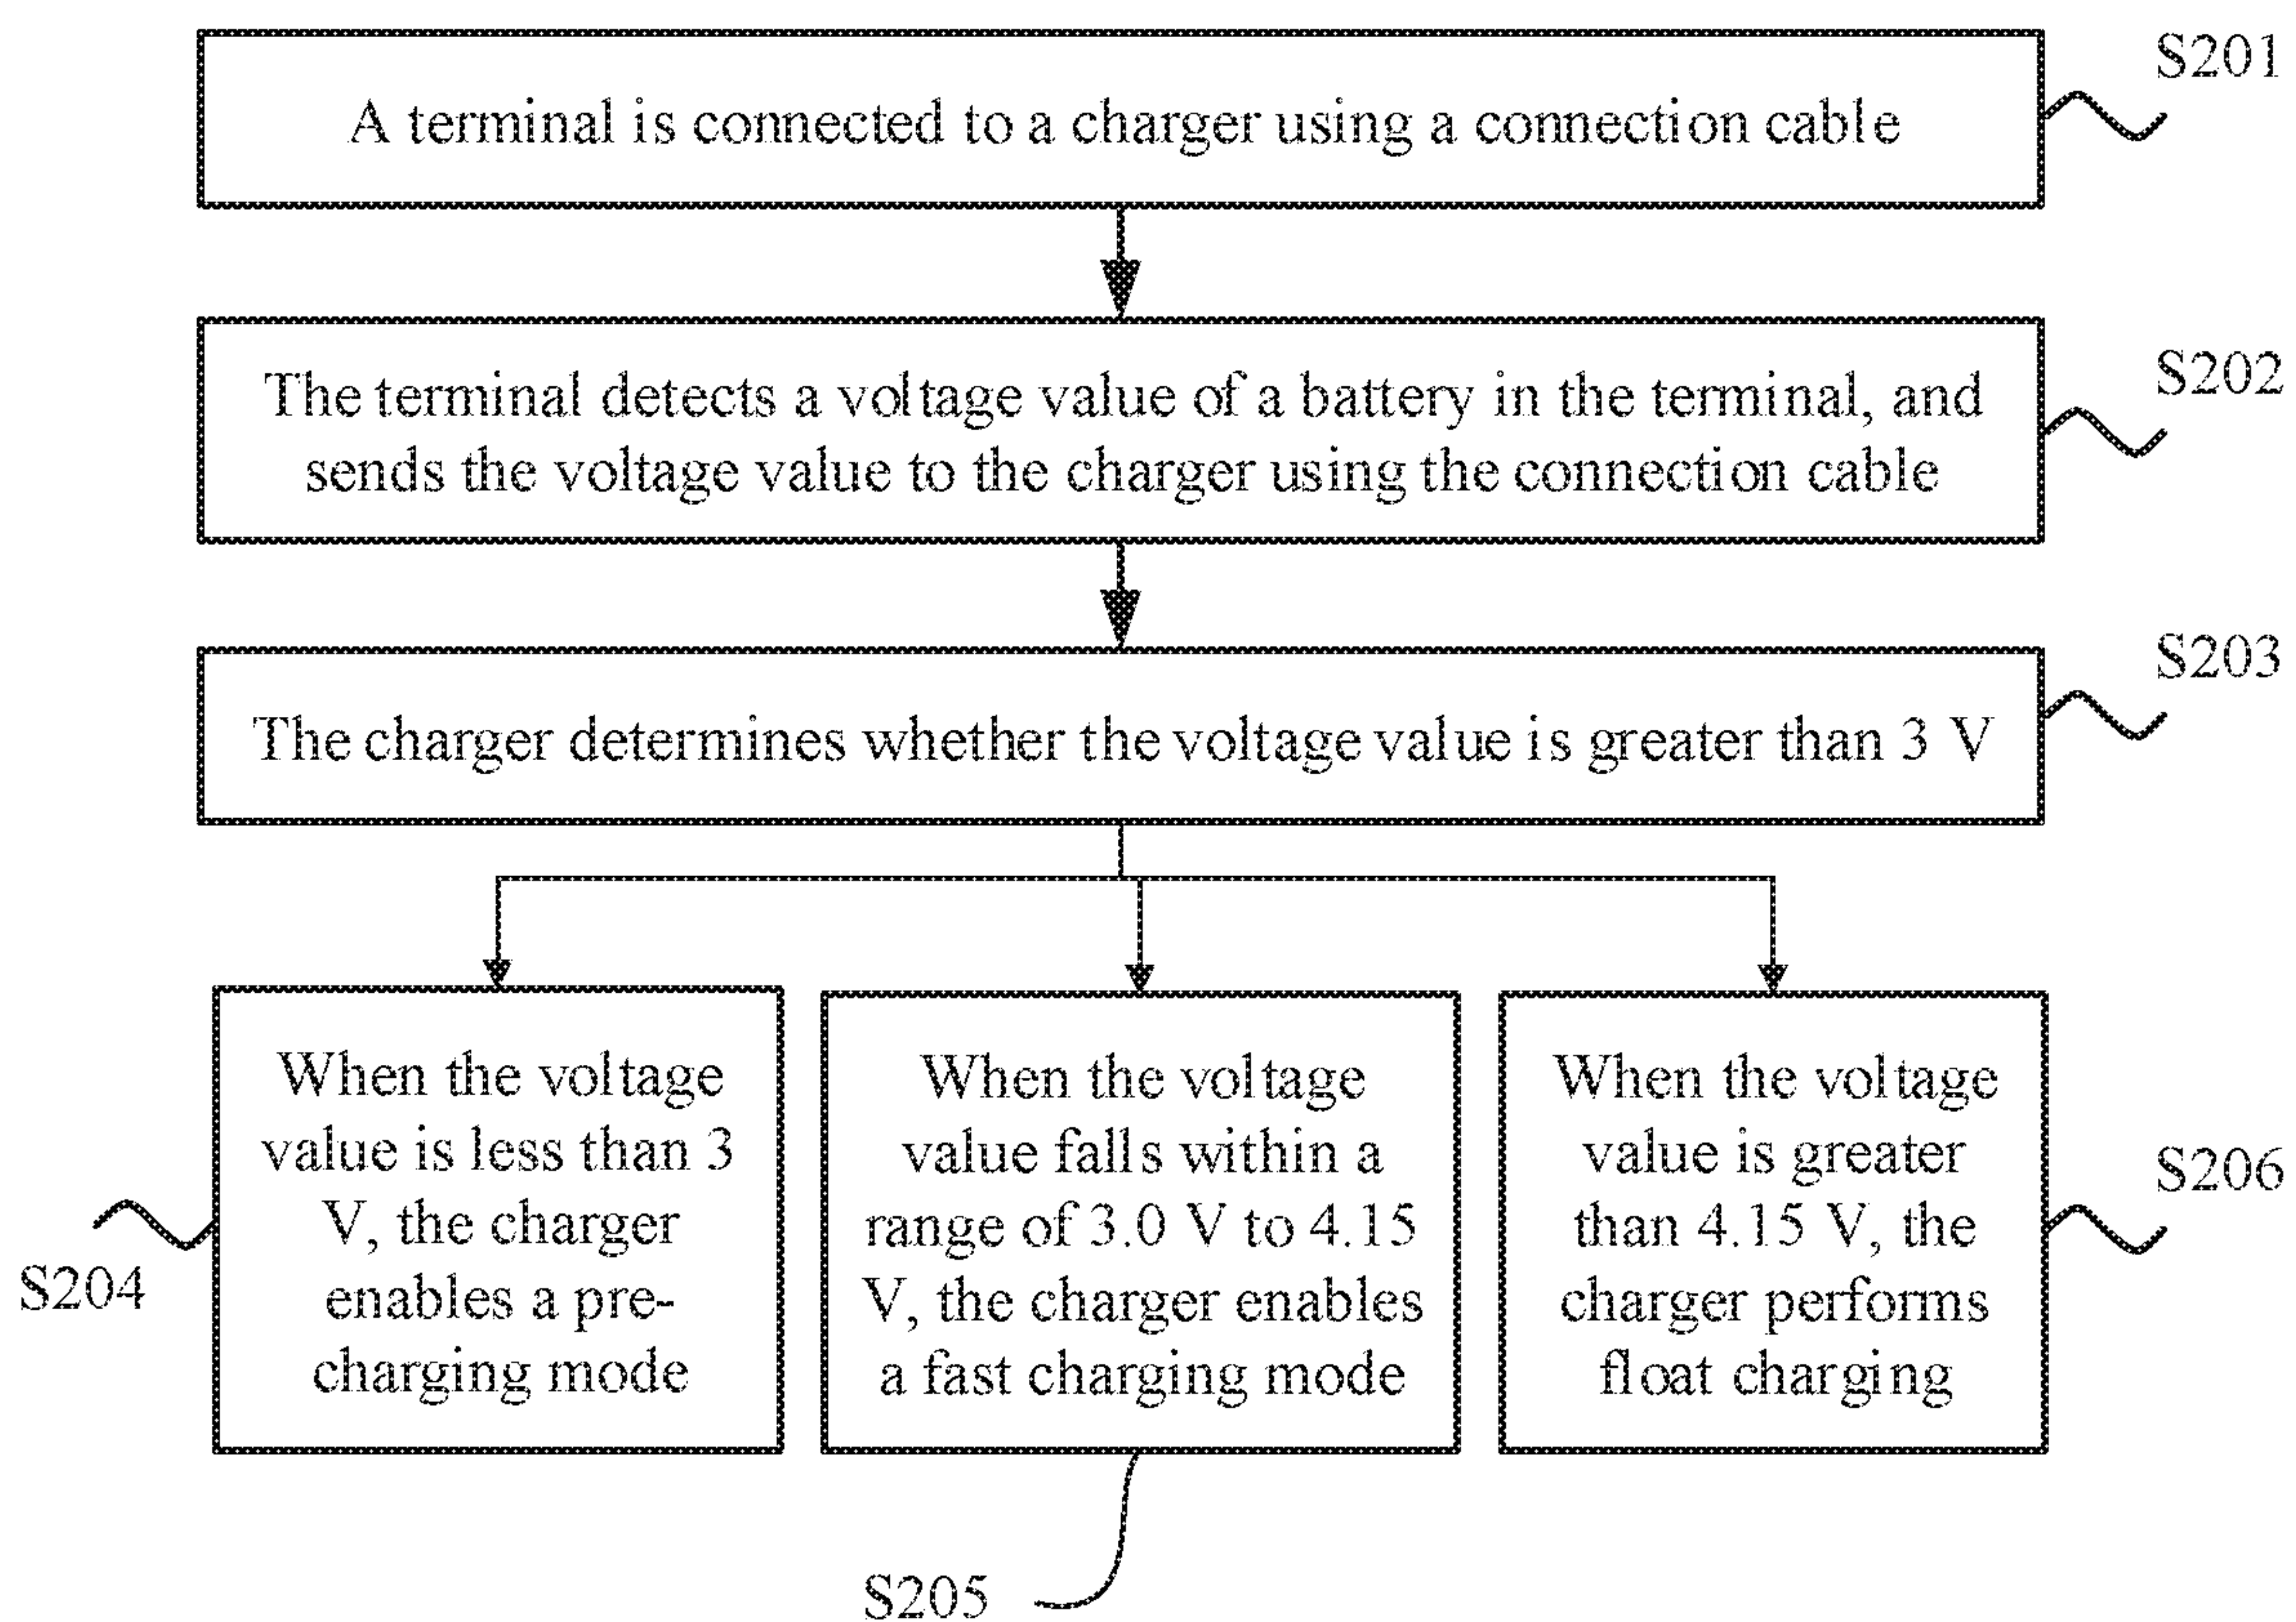 S201
A terminal is connected to a charger using a connection cable
S202
The terminal detects a voltage value of a battery in the terminal, and
sends the voltage value to the charger using the connection cable
S203
The charger determines whether the voltage value is greater than 3 V
When the voltage
value is less than 3
V, the charger
enables a pre-
charging mode
S204
When the voltage
value falls within a
range of 3.0 V to 4.15
V, the charger enables
a fast charging mode
S205
When the voltage
value is greater
than 4.15 V, the
charger performs
float charging
S206